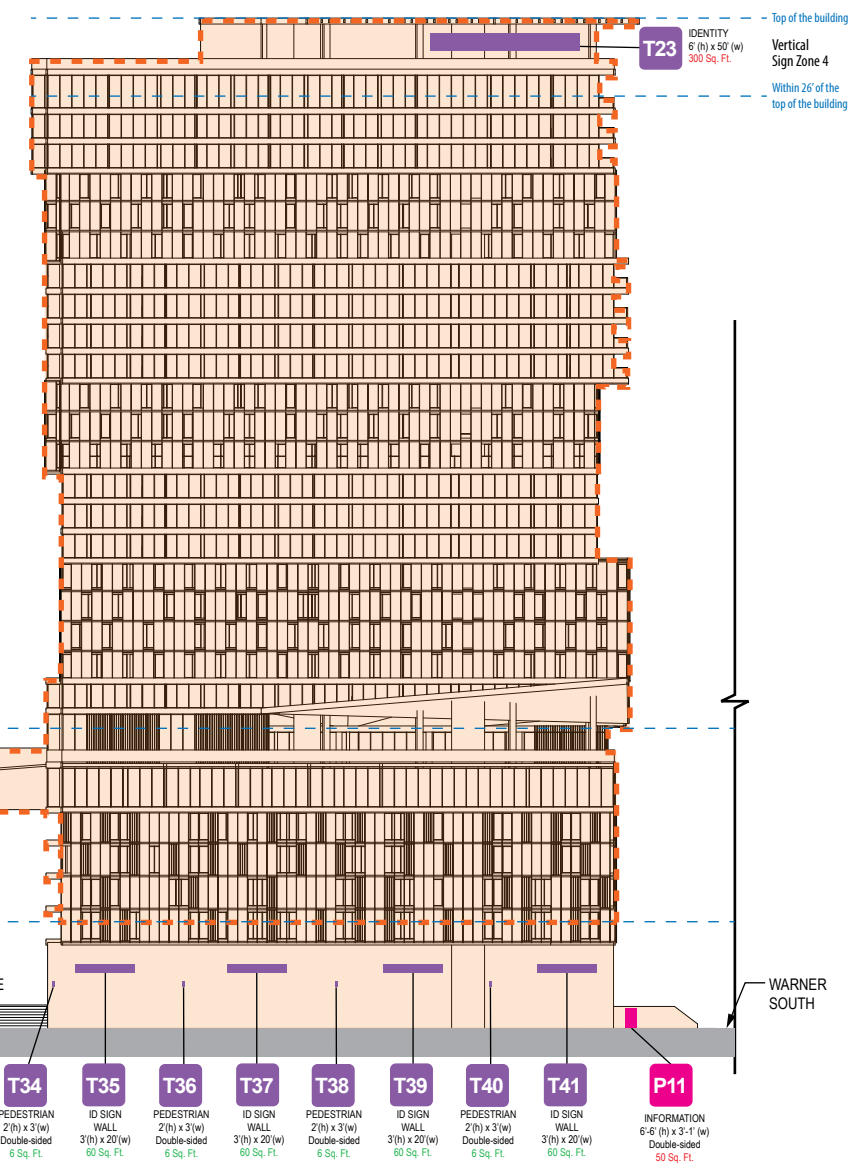 Top of the building
T23
IDENTITY
6' (h) x 50' (w)
300 Sq. Ft.
Vertical
Sign Zone 4
Within 26' of the
top of the building
E
WARNER
SOUTH
T34
PEDESTRIAN
2'(h) x 3'(w)
Double-sided
6 Sq. Ft.
T35
ID SIGN
WALL
3'(h) x 20'(w)
60 Sq. Ft.
T36
PEDESTRIAN
2'(h) x 3'(w)
Double-sided
6 Sq. Ft.
T37
ID SIGN
WALL
3'(h) x 20'(w)
60 Sq. Ft.
T38
PEDESTRIAN
2'(h) x 3'(w)
Double-sided
6 Sq. Ft.
T39
ID SIGN
WALL
3'(h) x 20'(w)
60 Sq. Ft.
T40
PEDESTRIAN
2'(h) x 3'(w)
Double-sided
6 Sq. Ft.
T41
ID SIGN
WALL
3'(h) x 20'(w)
60 Sq. Ft.
P11
INFORMATION
6'-6' (h) x 3'-1' (w)
Double-sided
50 Sq. Ft.